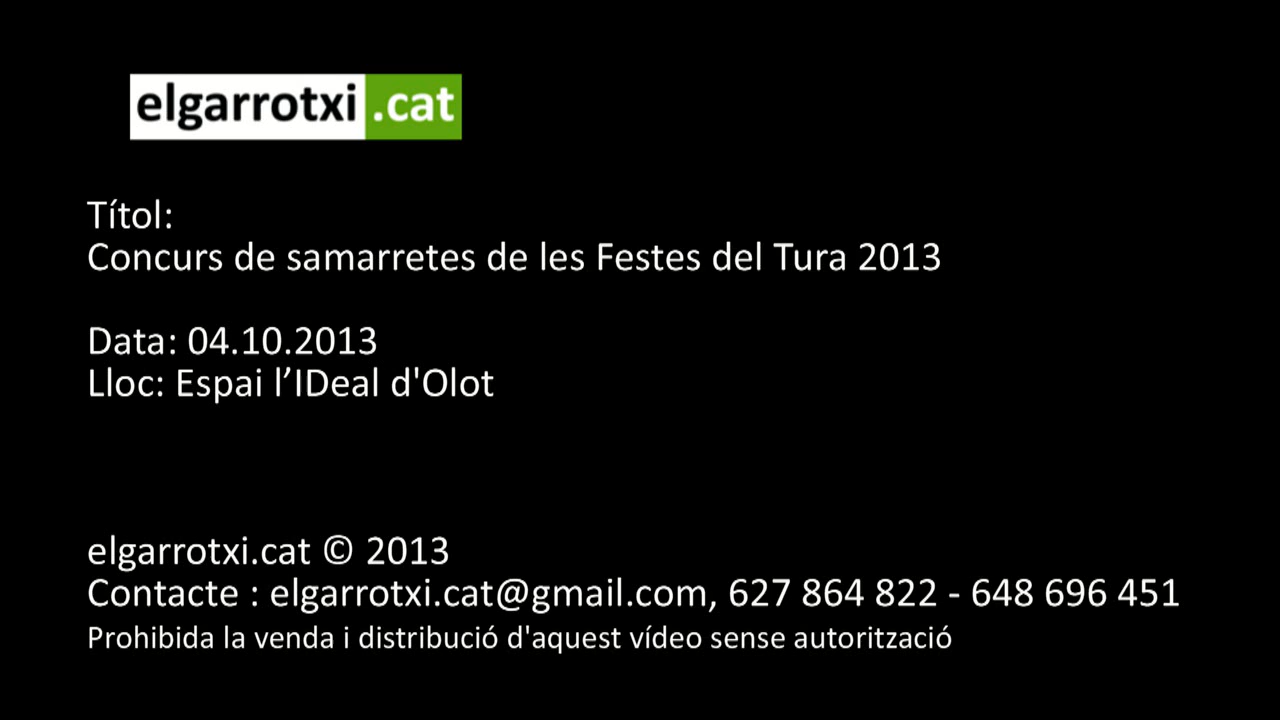 elgarrotxi .cat
Títol:
Concurs de samarretes de les Festes del Tura 2013
Data: 04.10.2013
Lloc: Espai l’IDeal d'Olot
elgarrotxi.cat © 2013
Contacte : elgarrotxi.cat@gmail.com, 627 864 822 - 648 696 451
Prohibida la venda i distribució d'aquest vídeo sense autorització